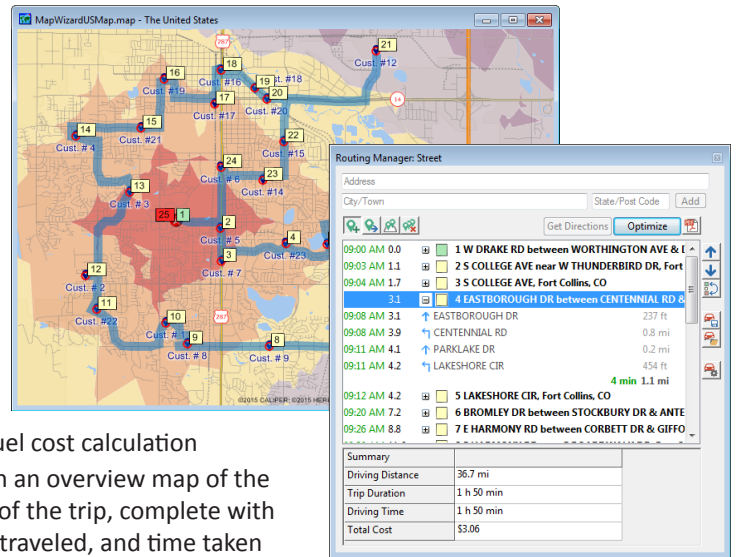 MapWizardUSMap.map - The United States
287
21
Cust. #12
18
16
Cust. #16
19
#18
20
Cust. #19
17
Cust. #17
Cust. #20
14
15
14
Cust. #21
Cust. # 4
22
Cust. #15
24
Cust. # 6
23
Cust. #14
13
Cust. # 3
25 1
2
Cust. # 5
4
Cust. #23
3
Cust. # 7
12
Cust. # 2
11
Cust. #22
10
287
Cust. # 1
9
Cust. # 8
8
Cust. # 9
©2015 CALIPER; ©2015 HER
Routing Manager: Street
Address
City/Town State/Post Code Add
Get Directions Optimize
09:00 AM 0.0 1 W DRAKE RD between WORTHINGTON AVE &
09:03 AM 1.1 2 S COLLEGE AVE near W THUNDERBIRD DR, Fort
09:04 AM 1.7 3 S COLLEGE AVE, Fort Collins, CO
3.1 4 EASTBOROUGH DR between CENTENNIAL RD &
09:08 AM 3.1 EASTBOROUGH DR 237 ft
09:08 AM 3.9 CENTENNIAL RD 0.8 mi
09:11 AM 4.1 PARKLAKE DR 0.2 mi
09:11 AM 4.2 LAKESHORE CIR 454 ft
4 min 1.1 mi
09:12 AM 4.2 5 LAKESHORE CIR, Fort Collins, CO
09:20 AM 7.2 6 BROMLEY DR between STOCKBURY DR & ANTE
09:26 AM 8.8 7 E HARMONY RD between CORBETT DR & GIFFO
Summary
Driving Distance 36.7 mi
Trip Duration 1 h 50 min
Driving Time 1 h 50 min
Total Cost $3.06
uel cost calculation
an overview map of the
of the trip, complete with
traveled, and time taken